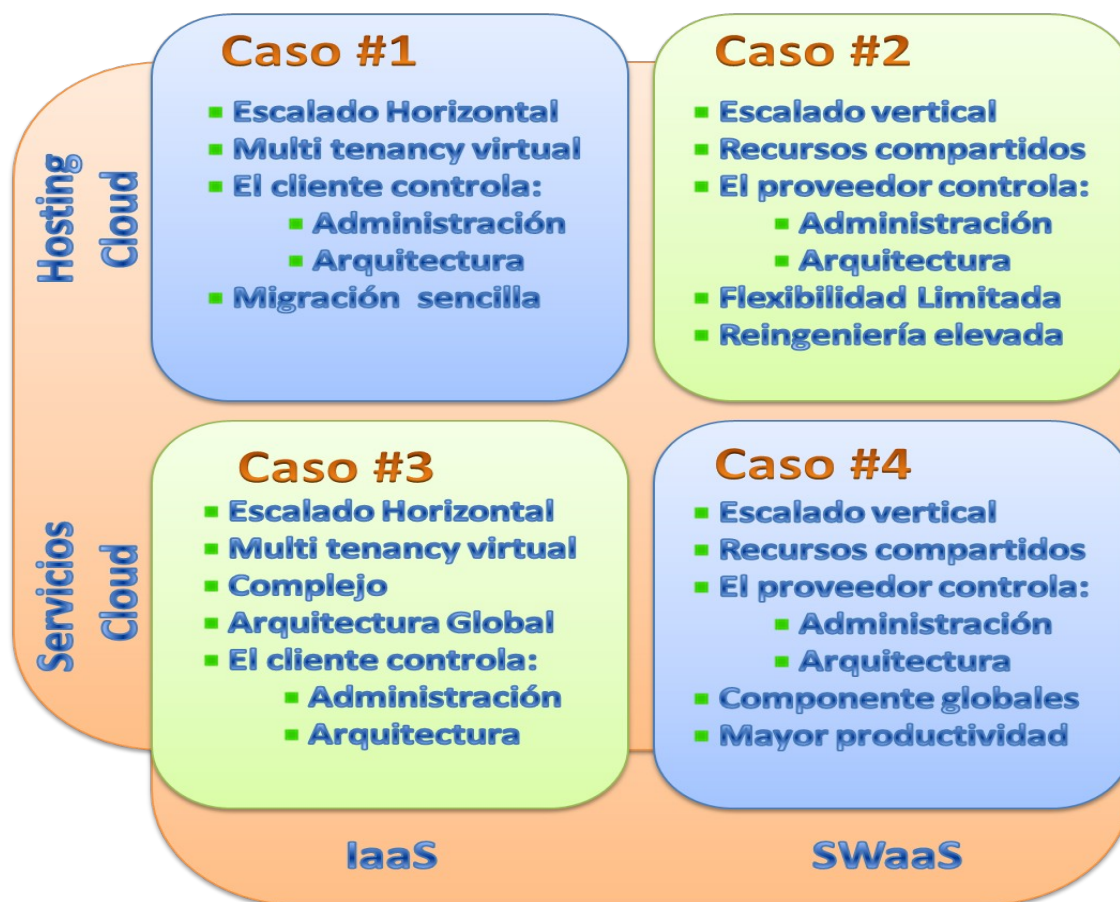 Hosting
Cloud
Caso #1
Escalado Horizontal
Multi tenancy virtual
El cliente controla:
Administración
Arquitectura
Migración sencilla
Caso #2
Escalado vertical
Recursos compartidos
El proveedor controla:
Administración
Arquitectura
Flexibilidad Limitada
Reingeniería elevada
Servicios
Cloud
Caso #3
Escalado Horizontal
Multi tenancy virtual
Complejo
Arquitectura Global
El cliente controla:
Administración
Arquitectura
Caso #4
Escalado vertical
Recursos compartidos
El proveedor controla:
Administración
Arquitectura
Componente globales
Mayor productividad
IaaS
SWaaS